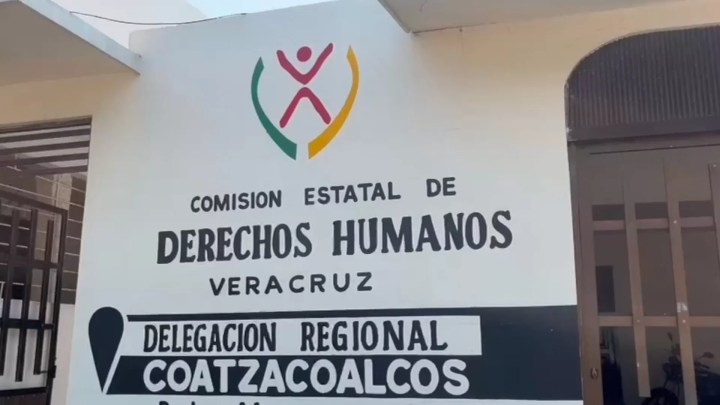 COMISION ESTATAL DE
DERECHOS HUMANOS
VERACRUZ
DELEGACION REGIONAL
COATZACOALCOS